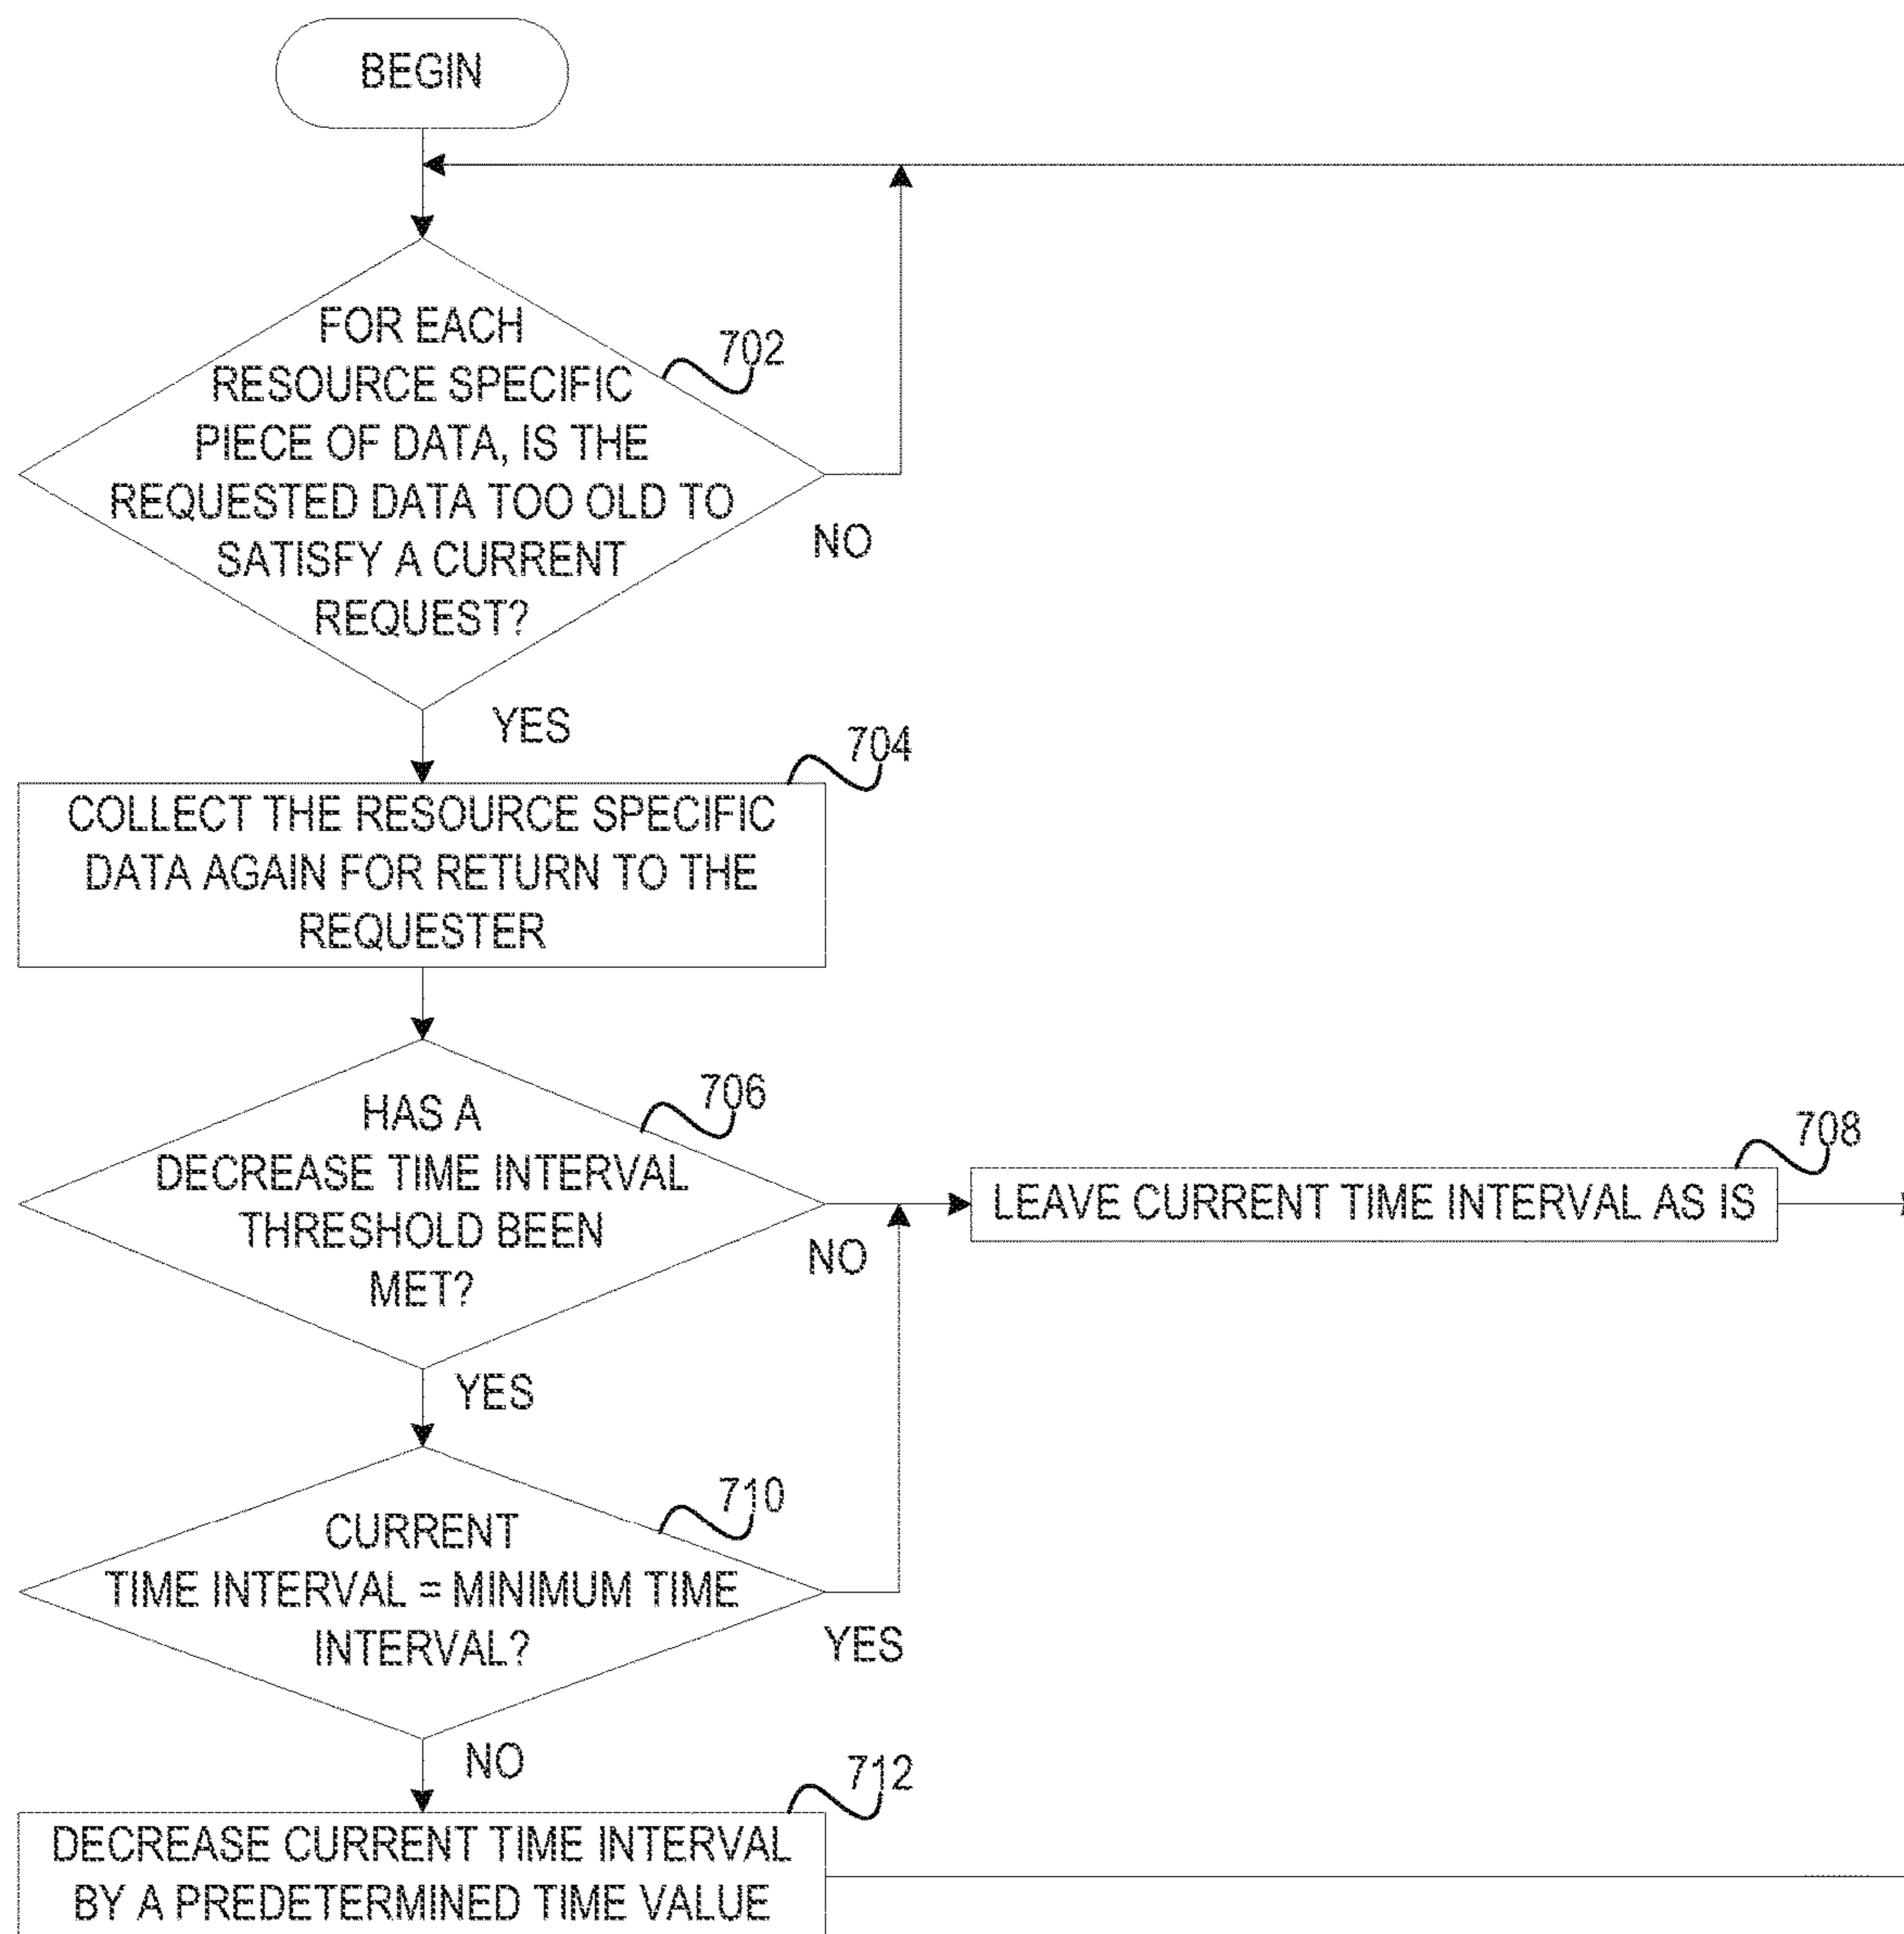 BEGIN
FOR EACH
RESOURCE SPECIFIC
PIECE OF DATA, IS THE
REQUESTED DATA TOO OLD TO
SATISFY A CURRENT
REQUEST?
702
NO
YES
704
COLLECT THE RESOURCE SPECIFIC
DATA AGAIN FOR RETURN TO THE
REQUESTER
706
HAS A
DECREASE TIME INTERVAL
THRESHOLD BEEN
MET?
NO
708
LEAVE CURRENT TIME INTERVAL AS IS
YES
710
CURRENT
TIME INTERVAL = MINIMUM TIME
INTERVAL?
YES
NO
712
DECREASE CURRENT TIME INTERVAL
BY A PREDETERMINED TIME VALUE